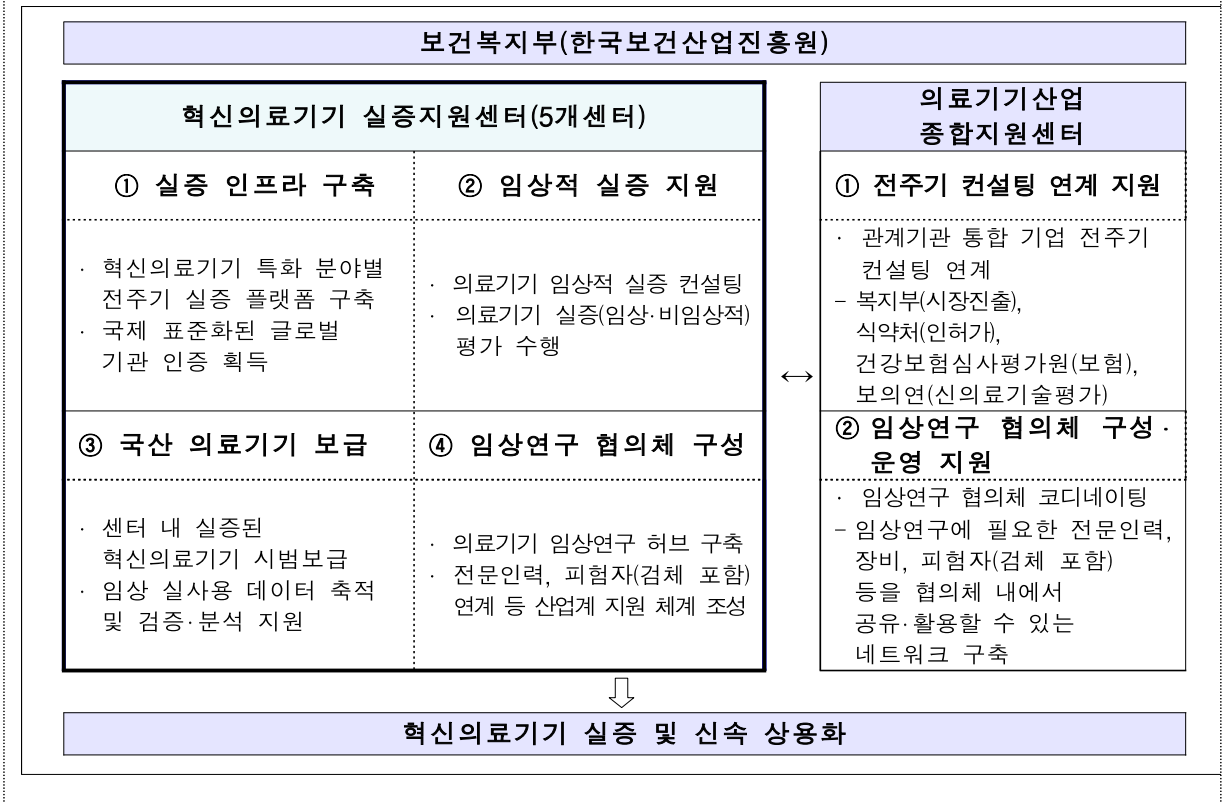 보건복지부(한국보건산업진흥원)
혁신의료기기 실증지원센터(5개센터)
① 실증 인프라 구축
② 임상적 실증 지원
· 혁신의료기기 특화 분야별
전주기 실증 플랫폼 구축
· 국제 표준화된 글로벌
기관 인증 획득
· 의료기기 임상적 실증 컨설팅
· 의료기기 실증(임상·비임상적)
평가 수행
③ 국산 의료기기 보급
④ 임상연구 협의체 구성
· 센터 내 실증된
혁신의료기기 시범보급
· 임상 실사용 데이터 축적
및 검증·분석 지원
· 의료기기 임상연구 허브 구축
· 전문인력, 피험자(검체 포함)
연계 등 산업계 지원 체계 조성
↔
의료기기산업
종합지원센터
① 전주기 컨설팅 연계 지원
· 관계기관 통합 기업 전주기
컨설팅 연계
– 복지부(시장진출),
식약처(인허가),
건강보험심사평가원(보험),
보의연(신의료기술평가)
② 임상연구 협의체 구성·
운영 지원
· 임상연구 협의체 코디네이팅
– 임상연구에 필요한 전문인력,
장비, 피험자(검체 포함)
등을 협의체 내에서
공유·활용할 수 있는
네트워크 구축
혁신의료기기 실증 및 신속 상용화